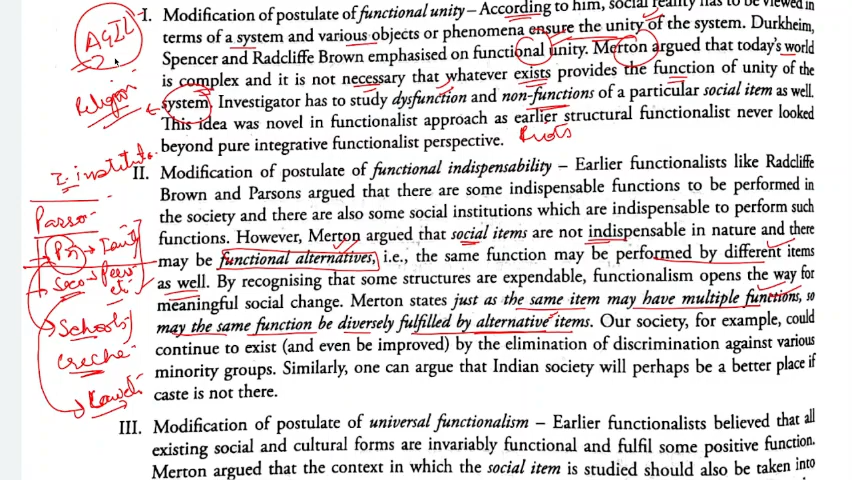 I. Modification of postulate of functional unity – According to him, social reality has to be viewed in
terms of a system and various objects or phenomena ensure the unity of the system. Durkheim,
Spencer and Radcliffe Brown emphasised on functional unity. Merton argued that today's world
is complex and it is not necessary that whatever exists provides the function of unity of the
system. Investigator has to study dysfunction and non-functions of a particular social item as well.
This idea was novel in functionalist approach as earlier structural functionalist never looked
beyond pure integrative functionalist perspective.
II. Modification of postulate of functional indispensability – Earlier functionalists like Radcliffe
Brown and Parsons argued that there are some indispensable functions to be performed in
the society and there are also some social institutions which are indispensable to perform such
functions. However, Merton argued that social items are not indispensable in nature and there
may be functional alternatives, i.e., the same function may be performed by different items
as well. By recognising that some structures are expendable, functionalism opens the way for
meaningful social change. Merton states just as the same item may have multiple functions, so
may the same function be diversely fulfilled by alternative items. Our society, for example, could
continue to exist (and even be improved) by the elimination of discrimination against various
minority groups. Similarly, one can argue that Indian society will perhaps be a better place if
caste is not there.
III. Modification of postulate of universal functionalism – Earlier functionalists believed that all
existing social and cultural forms are invariably functional and fulfil some positive function.
Merton argued that the context in which the social item is studied should also be taken into
AGIL
Religion
Riots
Schools
creche